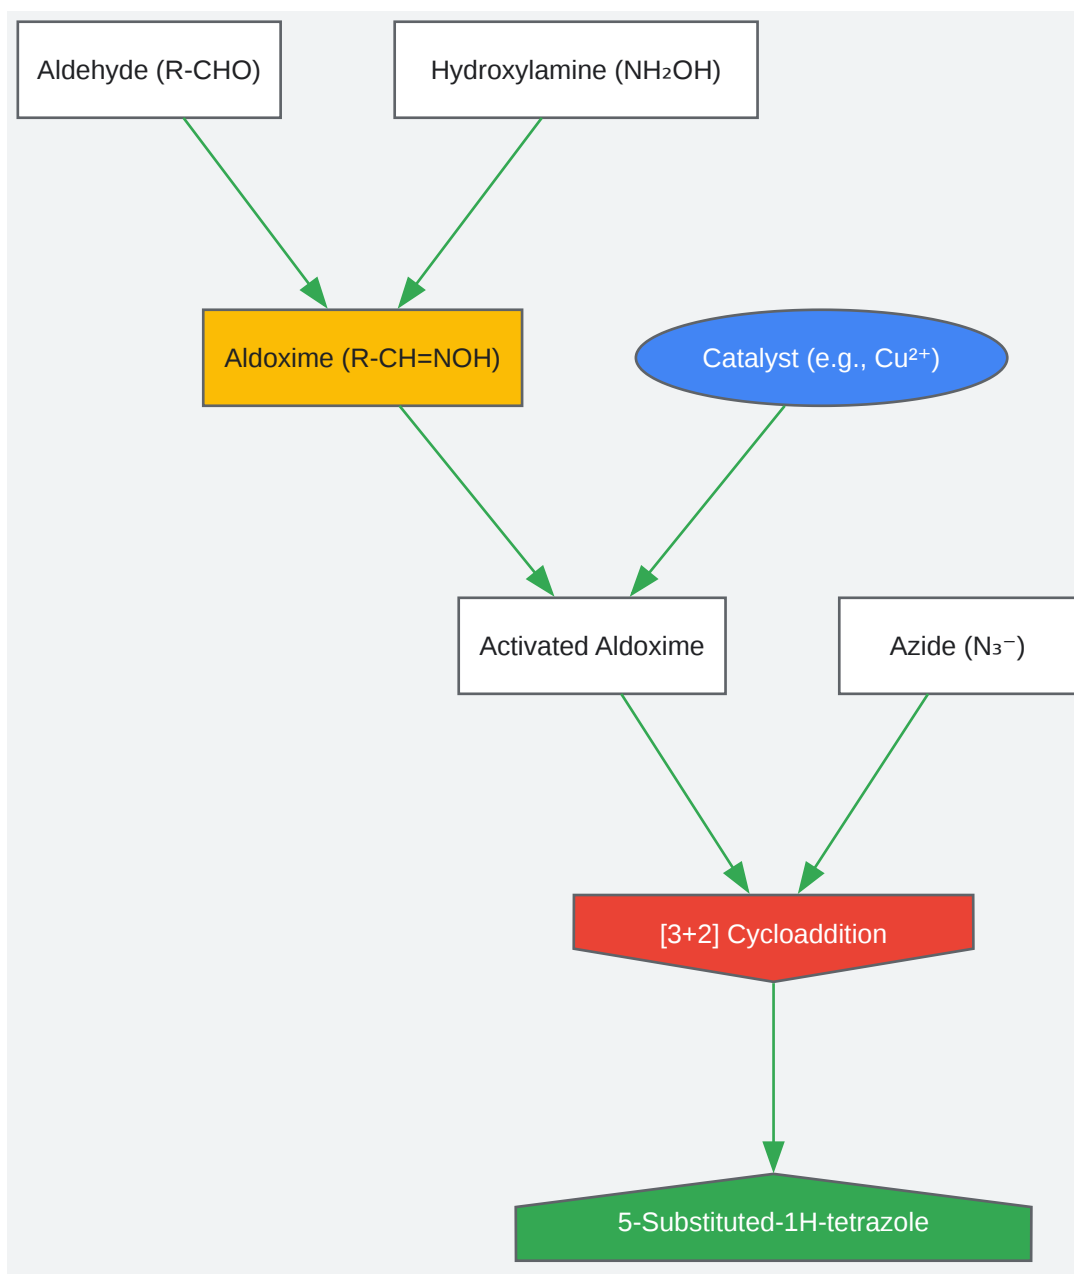 Aldehyde (R-CHO)
Hydroxylamine (NH₂OH)
Aldoxime (R-CH=NOH)
Catalyst (e.g., Cu²⁺)
Activated Aldoxime
Azide (N₃⁻)
[3+2] Cycloaddition
5-Substituted-1H-tetrazole